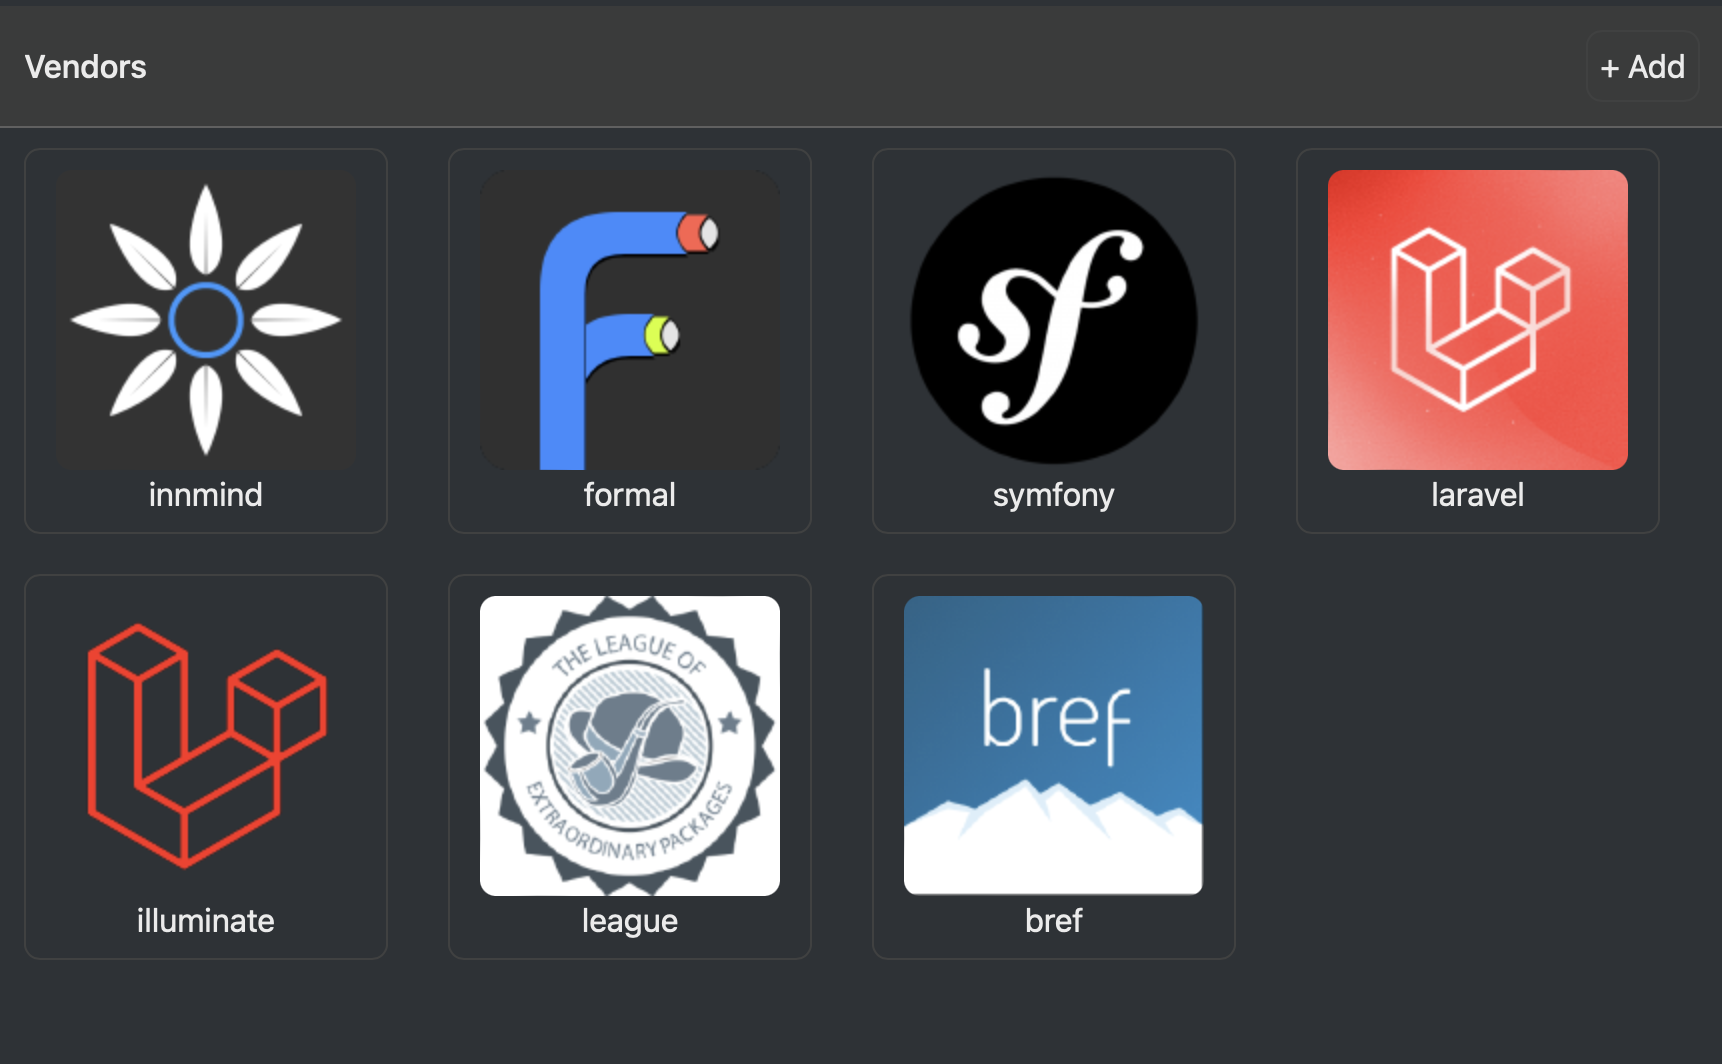 Vendors
+ Add
sf
innmind
formal
symfony
laravel
THE LEAGUE OF
EXTRAORDINARY PACKAGES
bref
illuminate
league
bref